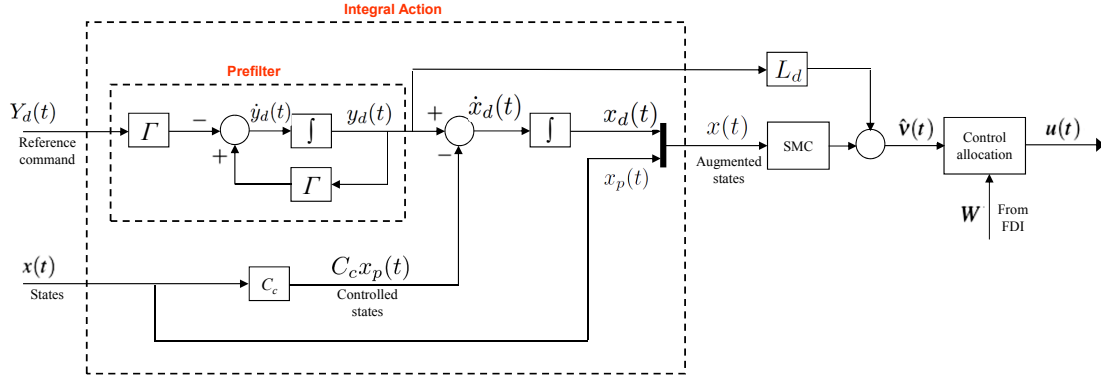 Integral Action
Prefilter
Y_d(t)
Reference
command
Γ
−
+
ẏ_d(t)
∫
y_d(t)
Γ
+
−
ẋ_d(t)
∫
x_d(t)
x_p(t)
x(t)
Augmented
states
L_d
SMC
v̂(t)
Control
allocation
u(t)
W
From
FDI
x(t)
States
C_c
C_c x_p(t)
Controlled
states